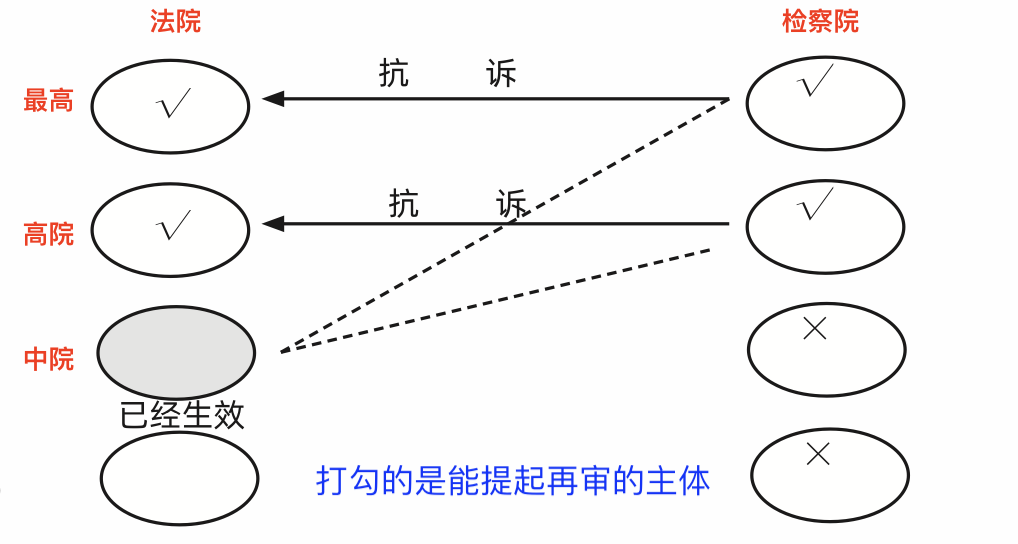 法院 检察院
最高 √ 抗 诉 √
高院 √ 抗 诉 √
中院 ×
已经生效
打勾的是能提起再审的主体 ×